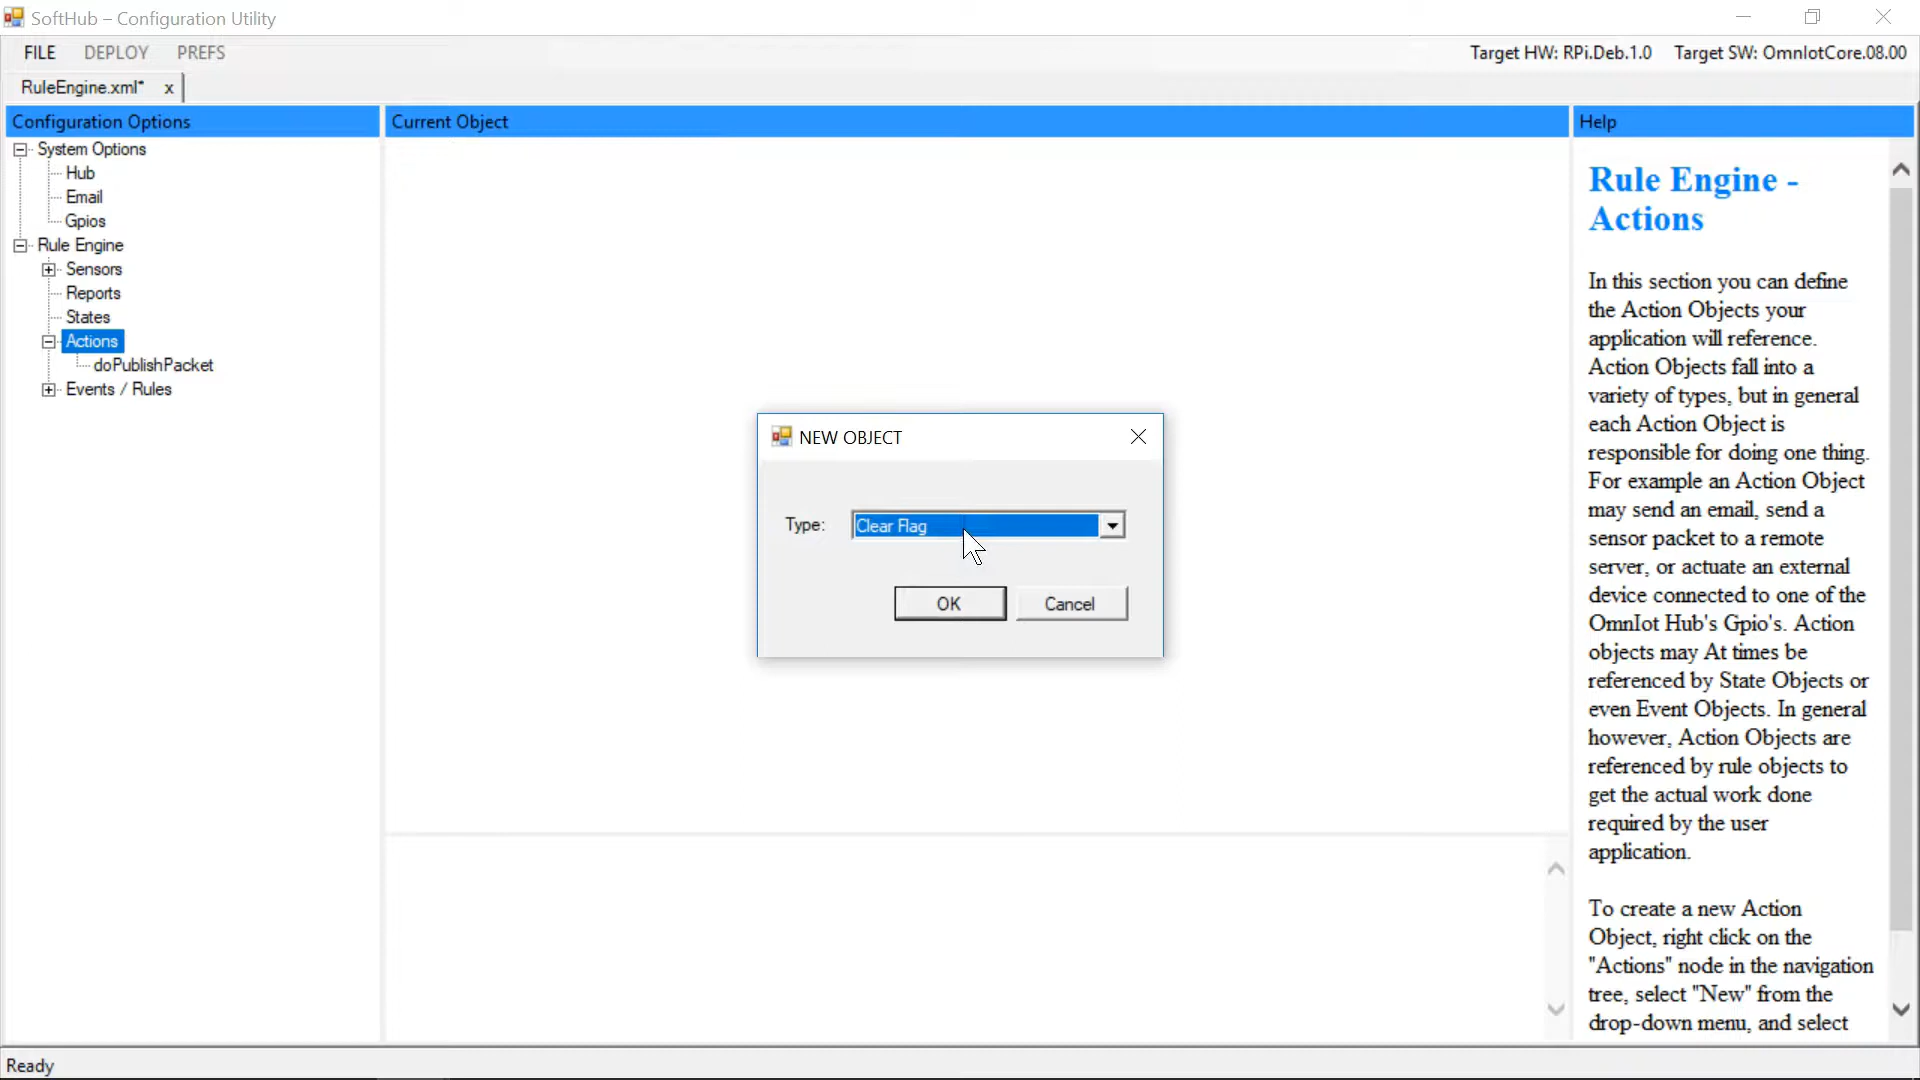 SoftHub – Configuration Utility
FILE DEPLOY PREFS
Target HW: RPi.Deb.1.0 Target SW: OmnIotCore.08.00
RuleEngine.xml* x
Configuration Options
System Options
Hub
Email
Gpios
Rule Engine
Sensors
Reports
States
Actions
doPublishPacket
Events / Rules
Current Object
NEW OBJECT
Type: Clear Flag
OK Cancel
Help
Rule Engine -
Actions
In this section you can define
the Action Objects your
application will reference.
Action Objects fall into a
variety of types, but in general
each Action Object is
responsible for doing one thing.
For example an Action Object
may send an email, send a
sensor packet to a remote
server, or actuate an external
device connected to one of the
OmnIot Hub's Gpio's. Action
objects may At times be
referenced by State Objects or
even Event Objects. In general
however, Action Objects are
referenced by rule objects to
get the actual work done
required by the user
application.
To create a new Action
Object, right click on the
"Actions" node in the navigation
tree, select "New" from the
drop-down menu, and select
Ready